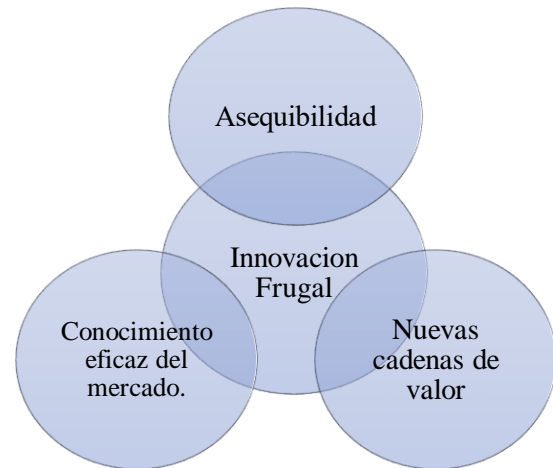 Asequibilidad
Innovacion
Frugal
Conocimiento
eficaz del
mercado.
Nuevas
cadenas de
valor